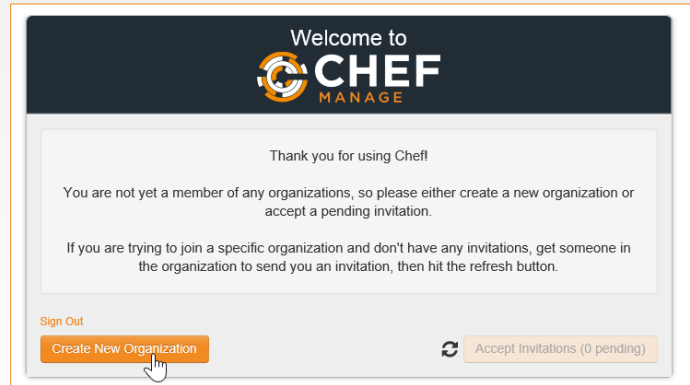 Welcome to
CHEF
MANAGE
Thank you for using Chef!
You are not yet a member of any organizations, so please either create a new organization or
accept a pending invitation.
If you are trying to join a specific organization and don't have any invitations, get someone in
the organization to send you an invitation, then hit the refresh button.
Sign Out
Create New Organization
Accept Invitations (0 pending)